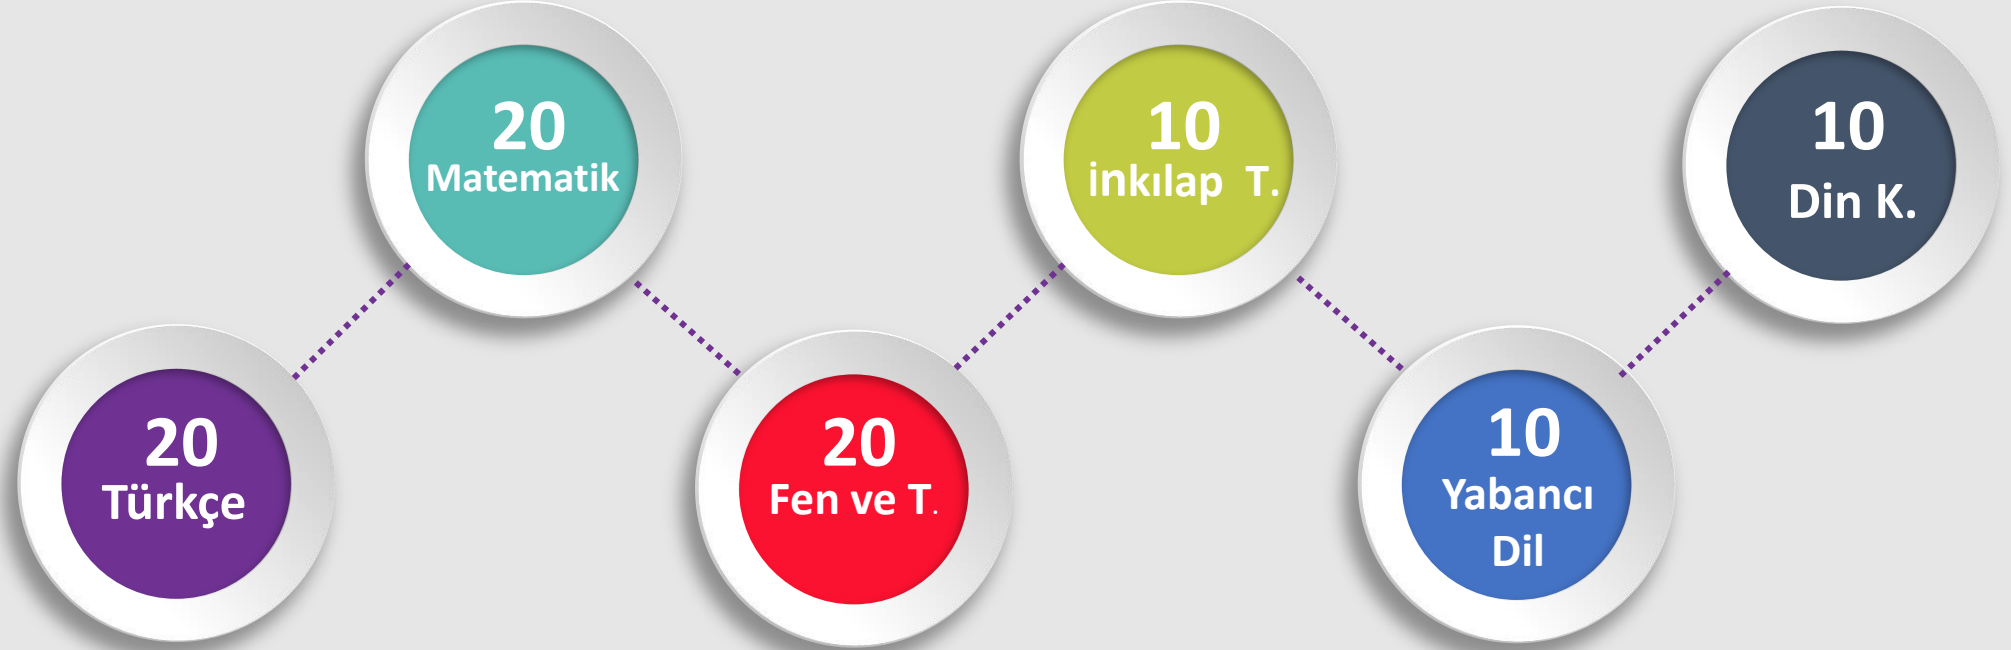 20
Türkçe
20
Matematik
20
Fen ve T.
10
inkılap T.
10
Yabancı
Dil
10
Din K.